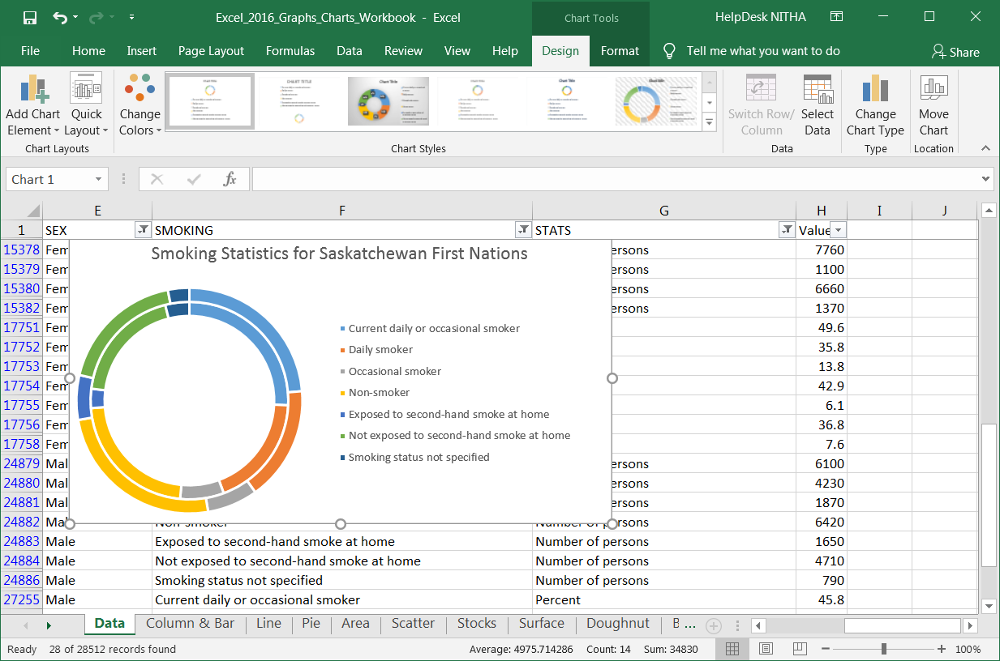 Excel_2016_Graphs_Charts_Workbook - Excel
Chart Tools
HelpDesk NITHA
File Home Insert Page Layout Formulas Data Review View Help Design Format Tell me what you want to do Share
Add Chart Element
Quick Layout
Change Colors
Switch Row/ Column
Select Data
Change Chart Type
Move Chart
Chart Layouts Chart Styles Data Type Location
Chart 1 fx
E F G H I J
1 SEX SMOKING STATS Value
15378 Fem ersons 7760
15379 Fem ersons 1100
15380 Fem ersons 6660
15382 Fem ersons 1370
17751 Fem 49.6
17752 Fem 35.8
17753 Fem 13.8
17754 Fem 42.9
17755 Fem 6.1
17756 Fem 36.8
17758 Fem 7.6
24879 Mal ersons 6100
24880 Mal ersons 4230
24881 Mal ersons 1870
24882 Mal Non-smoker Number of persons 6420
24883 Male Exposed to second-hand smoke at home Number of persons 1650
24884 Male Not exposed to second-hand smoke at home Number of persons 4710
24886 Male Smoking status not specified Number of persons 790
27255 Male Current daily or occasional smoker Percent 45.8
Smoking Statistics for Saskatchewan First Nations
Current daily or occasional smoker
Daily smoker
Occasional smoker
Non-smoker
Exposed to second-hand smoke at home
Not exposed to second-hand smoke at home
Smoking status not specified
Data Column & Bar Line Pie Area Scatter Stocks Surface Doughnut B ...
Ready 28 of 28512 records found Average: 4975.714286 Count: 14 Sum: 34830 100%